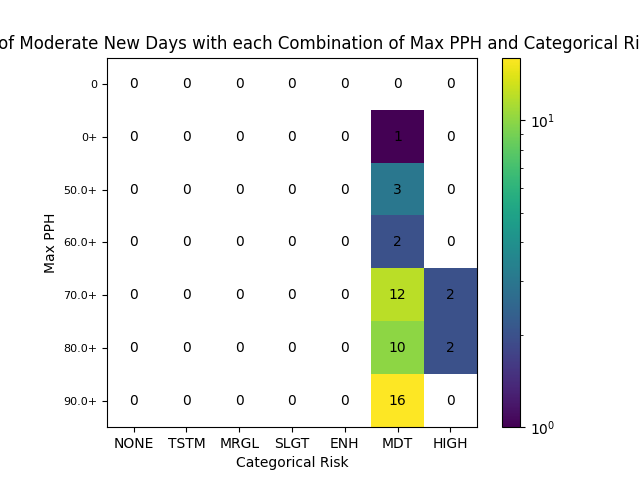 of Moderate New Days with each Combination of Max PPH and Categorical Ri
0 0 0 0 0 0 0 0
0+ 0 0 0 0 0 1 0
50.0+ 0 0 0 0 0 3 0
60.0+ 0 0 0 0 0 2 0
70.0+ 0 0 0 0 0 12 2
80.0+ 0 0 0 0 0 10 2
90.0+ 0 0 0 0 0 16 0
NONE TSTM MRGL SLGT ENH MDT HIGH
Categorical Risk
Max PPH
10¹
10⁰